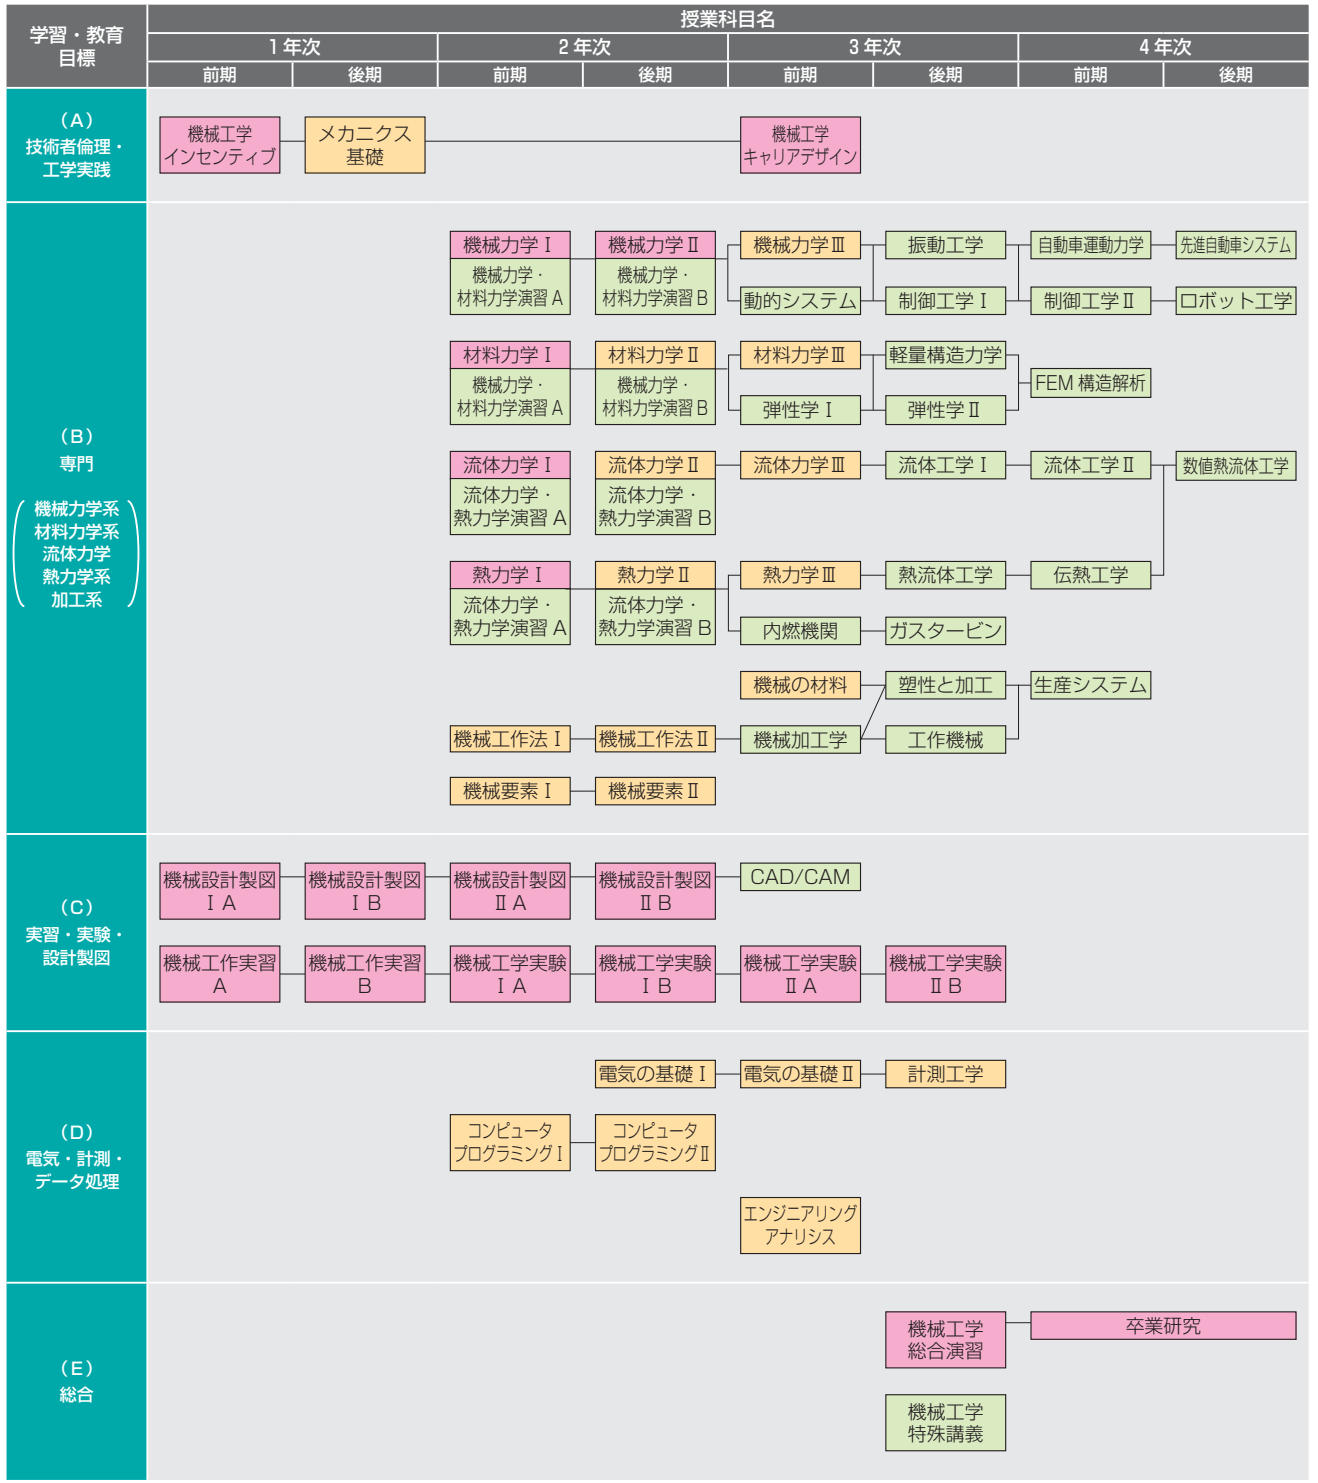 学習・教育
目標
授業科目名
1年次
2年次
3年次
4年次
前期
後期
前期
後期
前期
後期
前期
後期
(A)
技術者倫理・
工学実践
機械工学
インセンティブ
メカニクス
基礎
機械工学
キャリアデザイン
(B)
専門
機械力学系
材料力学系
流体力学
熱力学系
加工系
機械力学Ⅰ
機械力学・
材料力学演習A
機械力学Ⅱ
機械力学・
材料力学演習B
機械力学Ⅲ
振動工学
自動車運動力学
先進自動車システム
動的システム
制御工学Ⅰ
制御工学Ⅱ
ロボット工学
材料力学Ⅰ
機械力学・
材料力学演習A
材料力学Ⅱ
機械力学・
材料力学演習B
材料力学Ⅲ
軽量構造力学
FEM構造解析
弾性学Ⅰ
弾性学Ⅱ
流体力学Ⅰ
流体力学・
熱力学演習A
流体力学Ⅱ
流体力学・
熱力学演習B
流体力学Ⅲ
流体工学Ⅰ
流体工学Ⅱ
数値熱流体工学
熱力学Ⅰ
流体力学・
熱力学演習A
熱力学Ⅱ
流体力学・
熱力学演習B
熱力学Ⅲ
熱流体工学
伝熱工学
内燃機関
ガスタービン
機械の材料
塑性と加工
生産システム
機械工作法Ⅰ
機械工作法Ⅱ
機械加工学
工作機械
機械要素Ⅰ
機械要素Ⅱ
(C)
実習・実験・
設計製図
機械設計製図
ⅠA
機械設計製図
ⅠB
機械設計製図
ⅡA
機械設計製図
ⅡB
CAD/CAM
機械工作実習
A
機械工作実習
B
機械工学実験
ⅠA
機械工学実験
ⅠB
機械工学実験
ⅡA
機械工学実験
ⅡB
(D)
電気・計測・
データ処理
電気の基礎Ⅰ
電気の基礎Ⅱ
計測工学
コンピュータ
プログラミングⅠ
コンピュータ
プログラミングⅡ
エンジニアリング
アナリシス
(E)
総合
機械工学
総合演習
卒業研究
機械工学
特殊講義